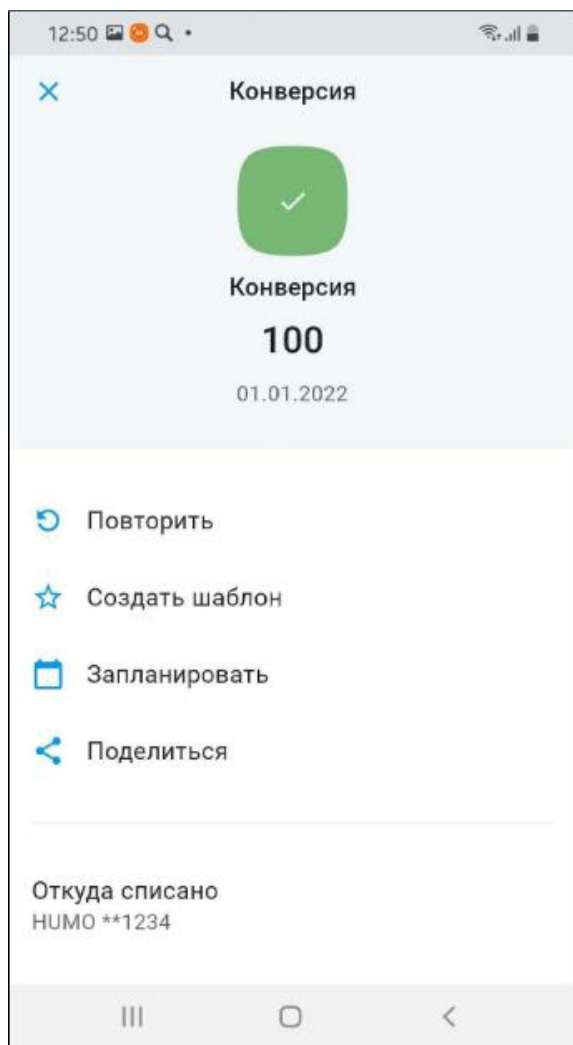 12:50
Конверсия
Конверсия
100
01.01.2022
Повторить
Создать шаблон
Запланировать
Поделиться
Откуда списано
HUMO **1234